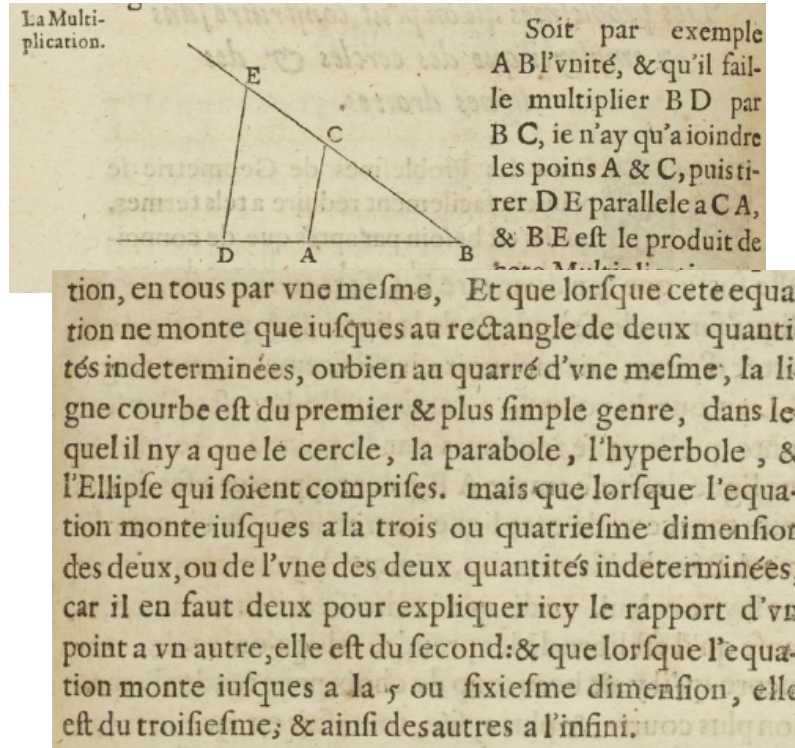 La Multi-
plication.
E
C
D
A
B
Soit par exemple
A B l'vnité, & qu'il fail-
le multiplier B D par
B C, ie n'ay qu'a ioindre
les poins A & C, puis ti-
rer D E parallele a C A,
& B E est le produit de
tion, en tous par vne meſme, Et que lorſque cete equa
tion ne monte que iuſques au rectangle de deux quanti
tés indeterminées, oubien au quarré d'vne meſme, la li
gne courbe eſt du premier & plus ſimple genre, dans le
quel il ny a que le cercle, la parabole, l'hyperbole, &
l'Ellipſe qui ſoient compriſes. mais que lorſque l'equa-
tion monte iuſques a la trois ou quatrieſme dimenſion
des deux, ou de l'vne des deux quantités indeterminées,
car il en faut deux pour expliquer icy le rapport d'vn
point a vn autre, elle eſt du ſecond: & que lorſque l'equa-
tion monte iuſques a la 5 ou ſixieſme dimenſion, elle
eſt du troiſieſme; & ainſi des autres a l'infini.